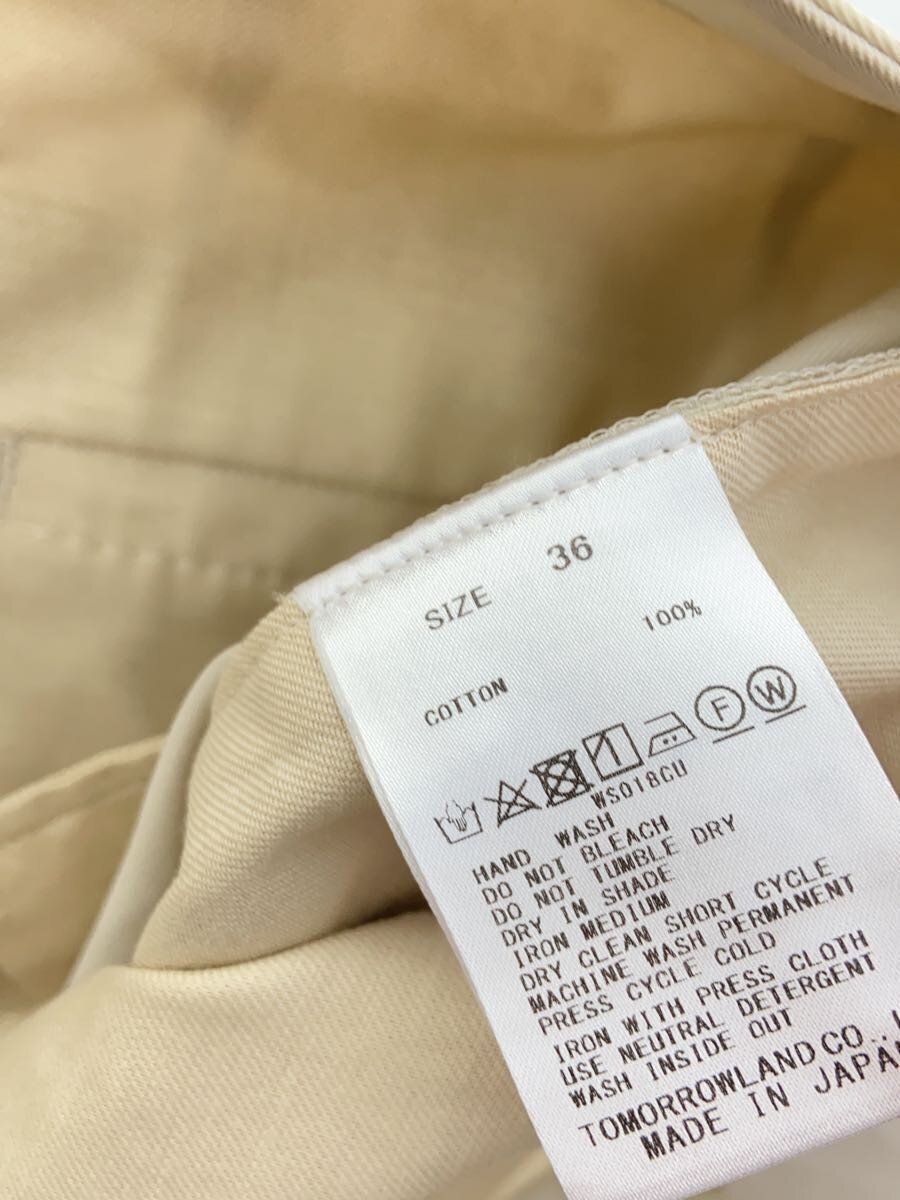 SIZE 36
COTTON 100%
F W
WS018CU
HAND WASH
DO NOT BLEACH
DO NOT TUMBLE DRY
DRY IN SHADE
IRON MEDIUM
DRY CLEAN SHORT CYCLE
MACHINE WASH PERMANENT
PRESS CYCLE COLD
IRON WITH PRESS CLOTH
USE NEUTRAL DETERGENT
WASH INSIDE OUT
TOMORROWLAND CO.,
MADE IN JAPAN